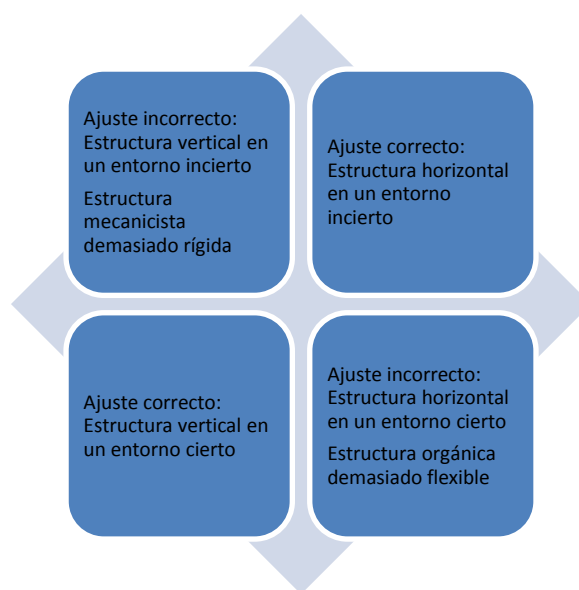 Ajuste incorrecto:
Estructura vertical en
un entorno incierto
Estructura
mecanicista
demasiado rígida
Ajuste correcto:
Estructura horizontal
en un entorno
incierto
Ajuste correcto:
Estructura vertical en
un entorno cierto
Ajuste incorrecto:
Estructura horizontal
en un entorno cierto
Estructura orgánica
demasiado flexible